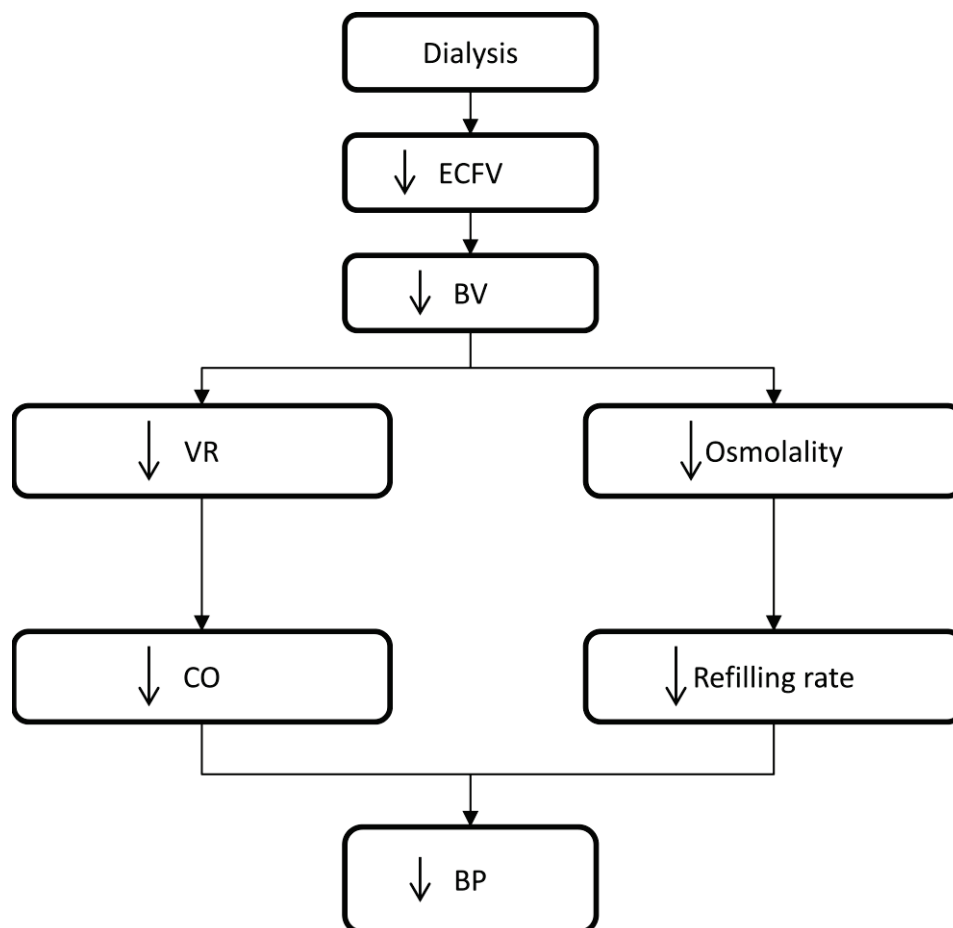 Dialysis
↓ ECFV
↓ BV
↓ VR
↓ Osmolality
↓ CO
↓ Refilling rate
↓ BP